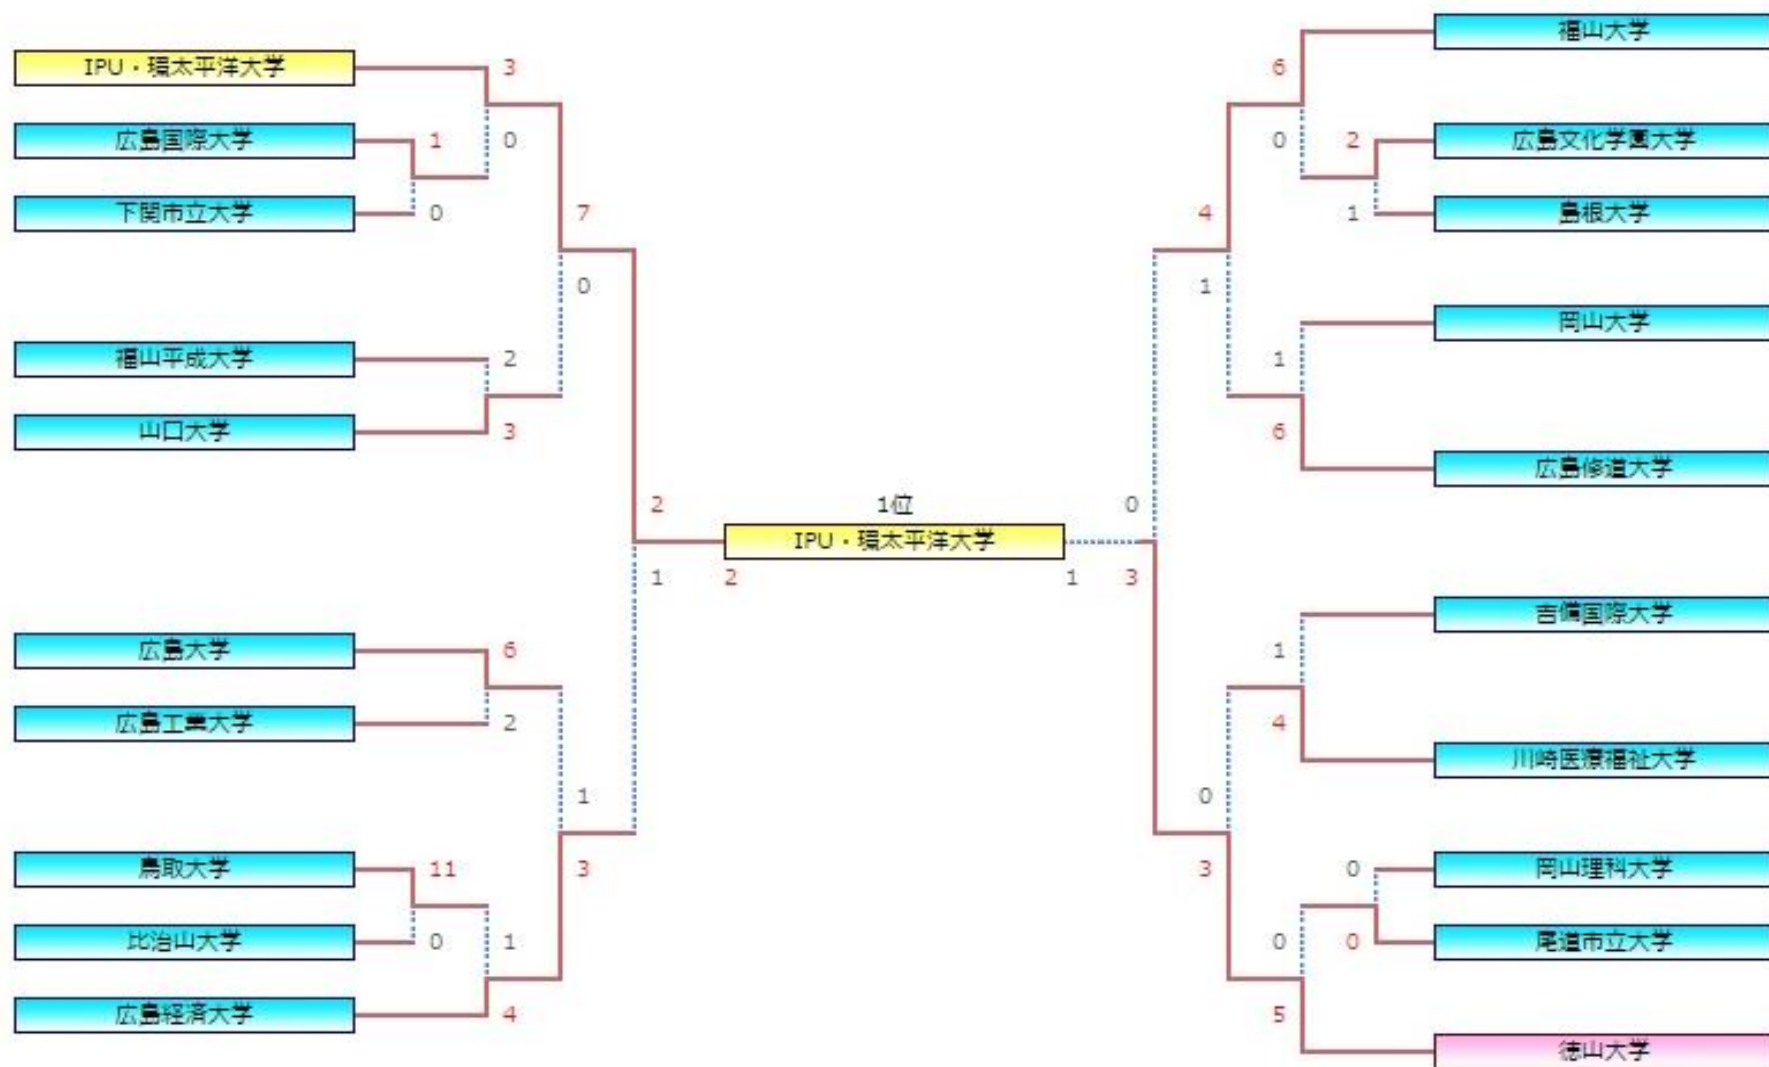 IPU・環太平洋大学
3
広島国際大学
1
0
下関市立大学
0
7
0
福山平成大学
2
山口大学
3
2
1
広島大学
6
広島工業大学
2
1
3
鳥取大学
11
比治山大学
0
1
広島経済大学
4
1位
IPU・環太平洋大学
2
1
福山大学
6
0
2
広島文化学園大学
1
島根大学
4
1
岡山大学
1
6
広島修道大学
0
3
吉備国際大学
1
4
川崎医療福祉大学
0
3
岡山理科大学
0
0
0
尾道市立大学
5
徳山大学